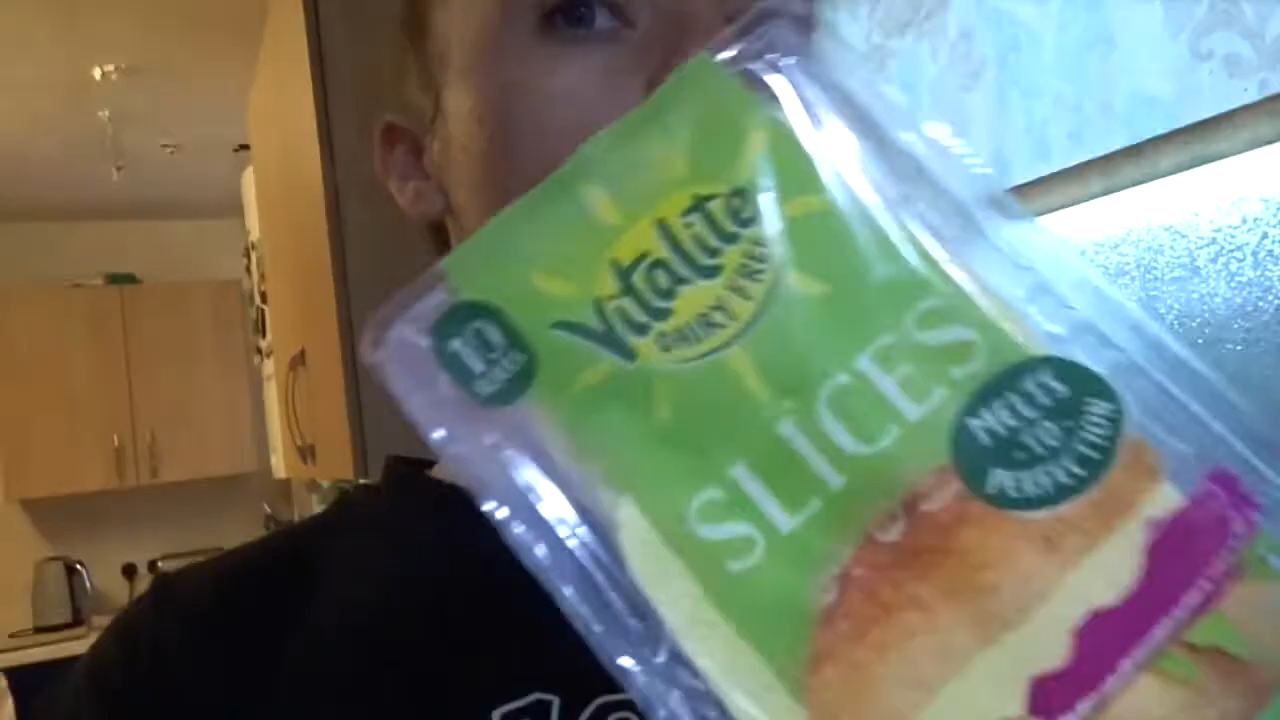 Vitalite
DAIRY FREE
10
SLICES
SLICES
MELTS
-TO-
PERFECTION